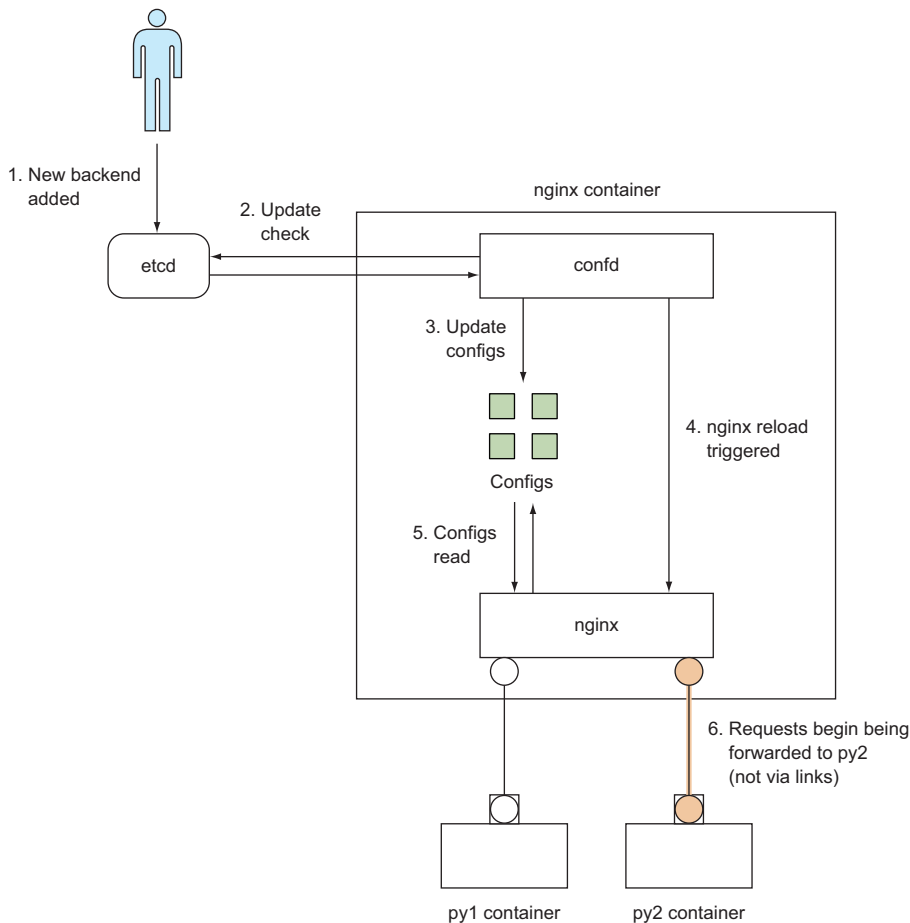 1. New backend
added
nginx container
2. Update
check
etcd
confd
3. Update
configs
4. nginx reload
triggered
Configs
5. Configs
read
nginx
6. Requests begin being
forwarded to py2
(not via links)
py1 container
py2 container